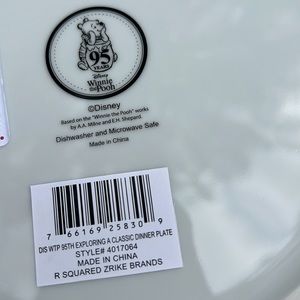 95
YEARS
Disney
Winnie
the Pooh
©Disney
Based on the "Winnie the Pooh" works
by A.A. Milne and E.H. Shepard.
Dishwasher and Microwave Safe
Made in China
7 66169 25830 9
DIS WTP 95TH EXPLORING A CLASSIC DINNER PLATE
STYLE# 4017064
MADE IN CHINA
R SQUARED ZRIKE BRANDS